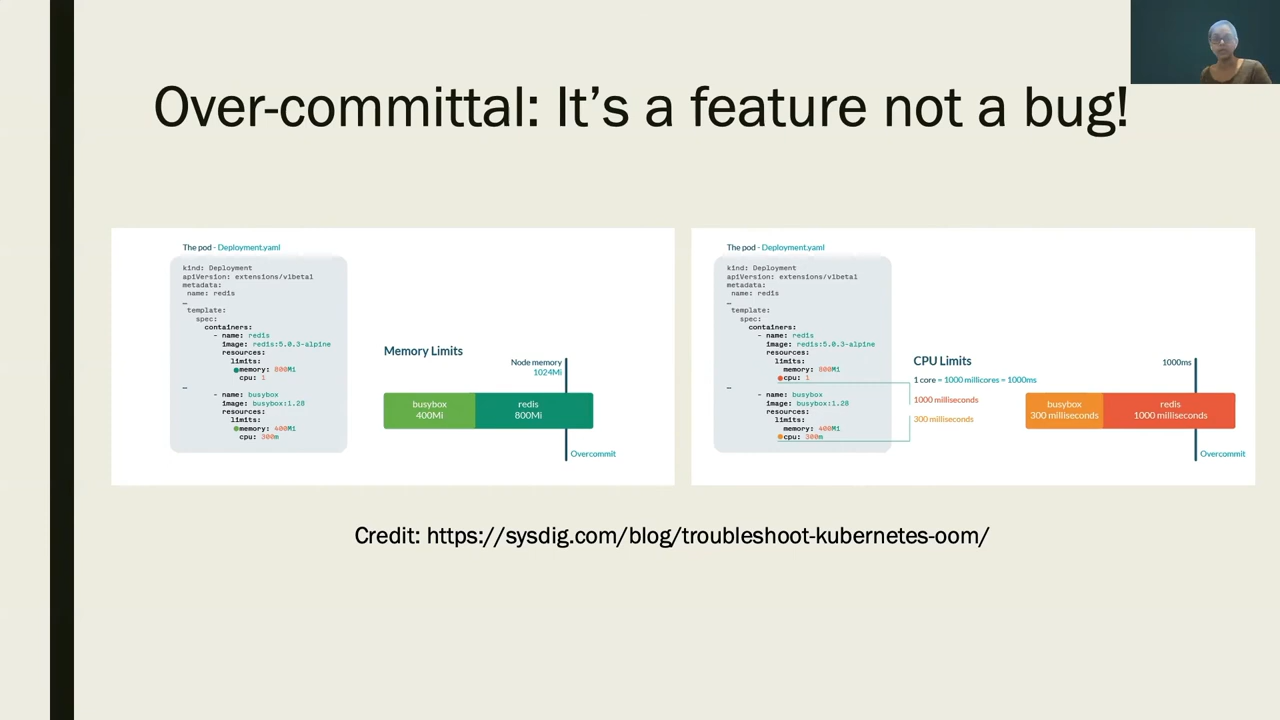 Over-committal: It's a feature not a bug!
The pod - Deployment.yaml
kind: Deployment
apiVersion: extensions/v1beta1
metadata:
name: redis
…
template:
spec:
containers:
- name: redis
image: redis:5.0.3-alpine
resources:
limits:
memory: 800Mi
cpu: 1
…
- name: busybox
image: busybox:1.28
resources:
limits:
memory: 400Mi
cpu: 300m
Memory Limits
Node memory
1024Mi
busybox
400Mi
redis
800Mi
Overcommit
The pod - Deployment.yaml
kind: Deployment
apiVersion: extensions/v1beta1
metadata:
name: redis
…
template:
spec:
containers:
- name: redis
image: redis:5.0.3-alpine
resources:
limits:
memory: 800Mi
cpu: 1
…
- name: busybox
image: busybox:1.28
resources:
limits:
memory: 400Mi
cpu: 300m
CPU Limits
1 core = 1000 millicores = 1000ms
1000 milliseconds
300 milliseconds
1000ms
busybox
300 milliseconds
redis
1000 milliseconds
Overcommit
Credit: https://sysdig.com/blog/troubleshoot-kubernetes-oom/